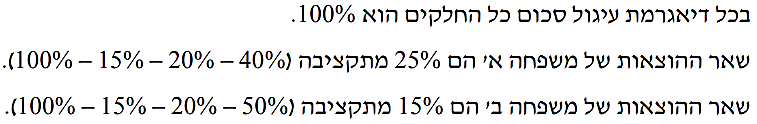 בכל דיאגרמת עיגול סכום כל החלקים הוא 100%.
שאר ההוצאות של משפחה א׳ הם 25% מתקציבה (100% – 15% – 20% – 40%).
שאר ההוצאות של משפחה ב׳ הם 15% מתקציבה (100% – 15% – 20% – 50%).